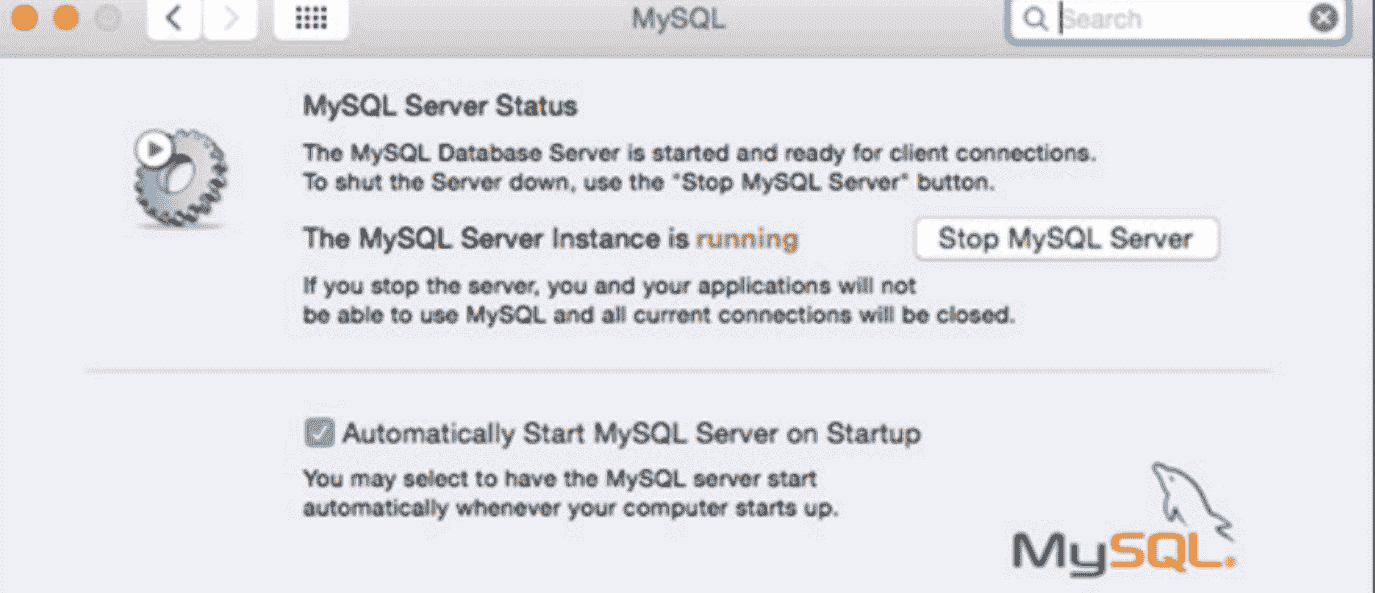 MySQL
Search
MySQL Server Status
The MySQL Database Server is started and ready for client connections.
To shut the Server down, use the "Stop MySQL Server" button.
The MySQL Server Instance is running
Stop MySQL Server
If you stop the server, you and your applications will not
be able to use MySQL and all current connections will be closed.
Automatically Start MySQL Server on Startup
You may select to have the MySQL server start
automatically whenever your computer starts up.
MySQL.